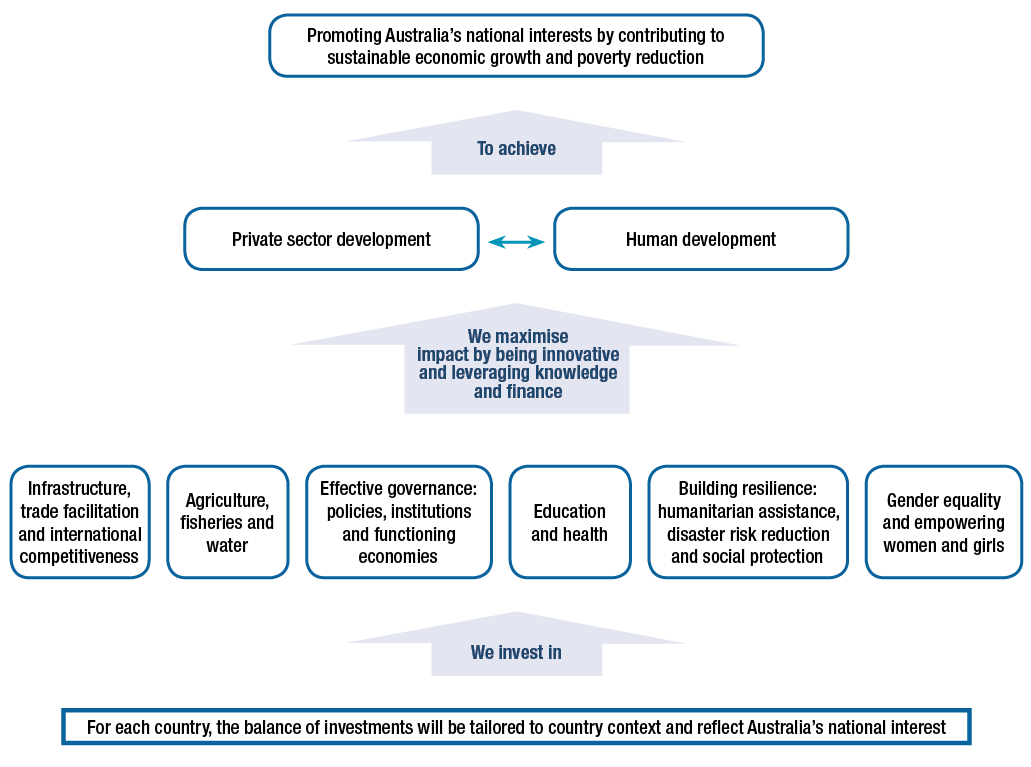 Promoting Australia's national interests by contributing to
sustainable economic growth and poverty reduction
To achieve
Private sector development
Human development
We maximise
impact by being innovative
and leveraging knowledge
and finance
Infrastructure,
trade facilitation
and international
competitiveness
Agriculture,
fisheries and
water
Effective governance:
policies, institutions
and functioning
economies
Education
and health
Building resilience:
humanitarian assistance,
disaster risk reduction
and social protection
Gender equality
and empowering
women and girls
We invest in
For each country, the balance of investments will be tailored to country context and reflect Australia's national interest